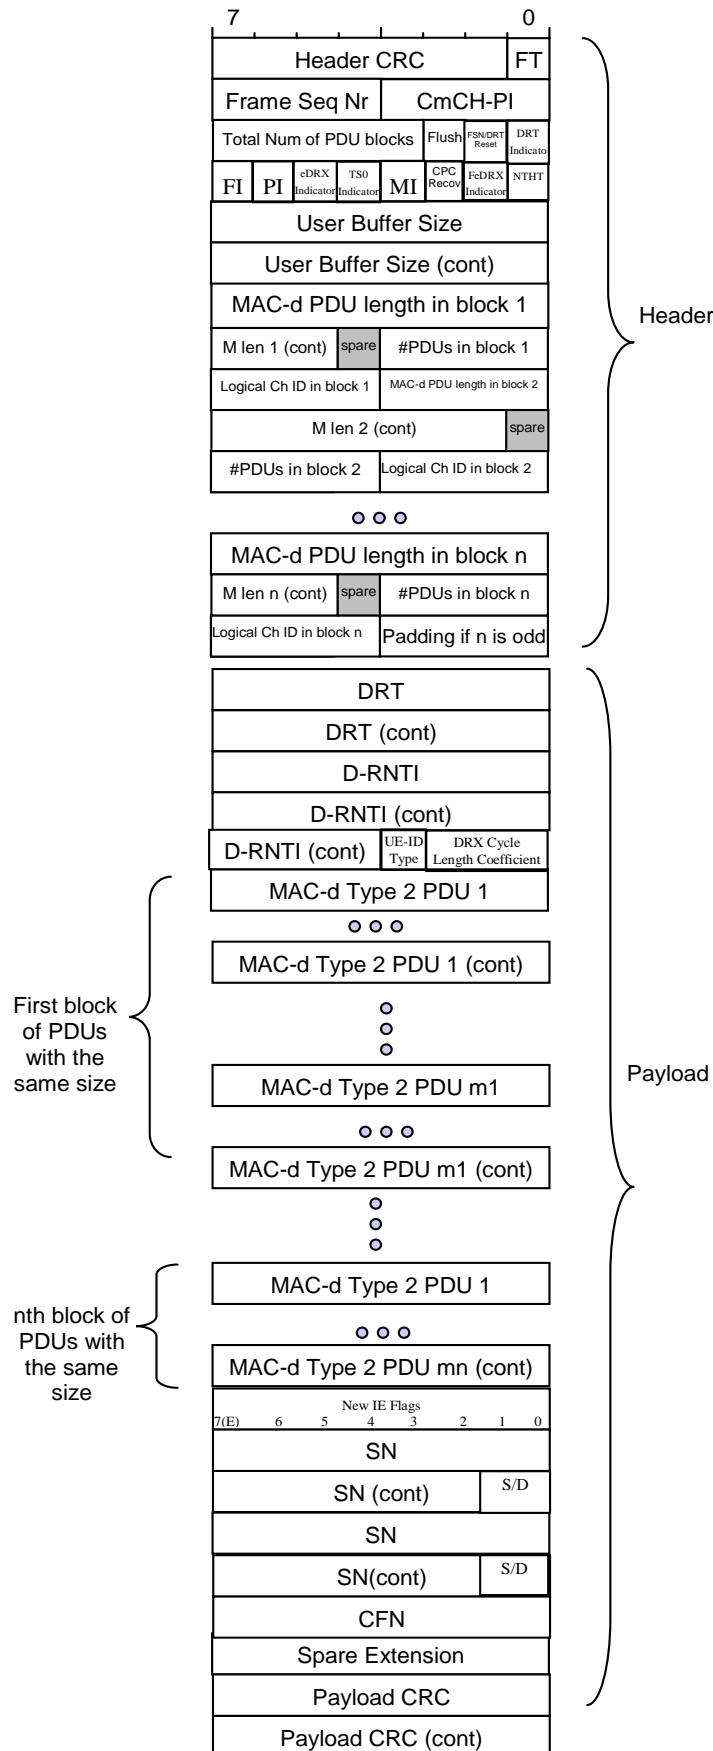 7 0
Header CRC FT
Frame Seq Nr CmCH-PI
Total Num of PDU blocks Flush FSN/DRT Reset DRT Indicato
FI PI eDRX Indicator TS0 Indicator MI CPC Recov FeDRX Indicator NTHT
User Buffer Size
User Buffer Size (cont)
MAC-d PDU length in block 1
Header
M len 1 (cont) spare #PDUs in block 1
Logical Ch ID in block 1 MAC-d PDU length in block 2
M len 2 (cont) spare
#PDUs in block 2 Logical Ch ID in block 2
MAC-d PDU length in block n
M len n (cont) spare #PDUs in block n
Logical Ch ID in block n Padding if n is odd
DRT
DRT (cont)
D-RNTI
D-RNTI (cont)
D-RNTI (cont) UE-ID Type DRX Cycle Length Coefficient
MAC-d Type 2 PDU 1
MAC-d Type 2 PDU 1 (cont)
First block
of PDUs
with the
same size
MAC-d Type 2 PDU m1
Payload
MAC-d Type 2 PDU m1 (cont)
MAC-d Type 2 PDU 1
nth block of
PDUs with
the same
size
MAC-d Type 2 PDU mn (cont)
New IE Flags
7(E) 6 5 4 3 2 1 0
SN
SN (cont) S/D
SN
SN(cont) S/D
CFN
Spare Extension
Payload CRC
Payload CRC (cont)